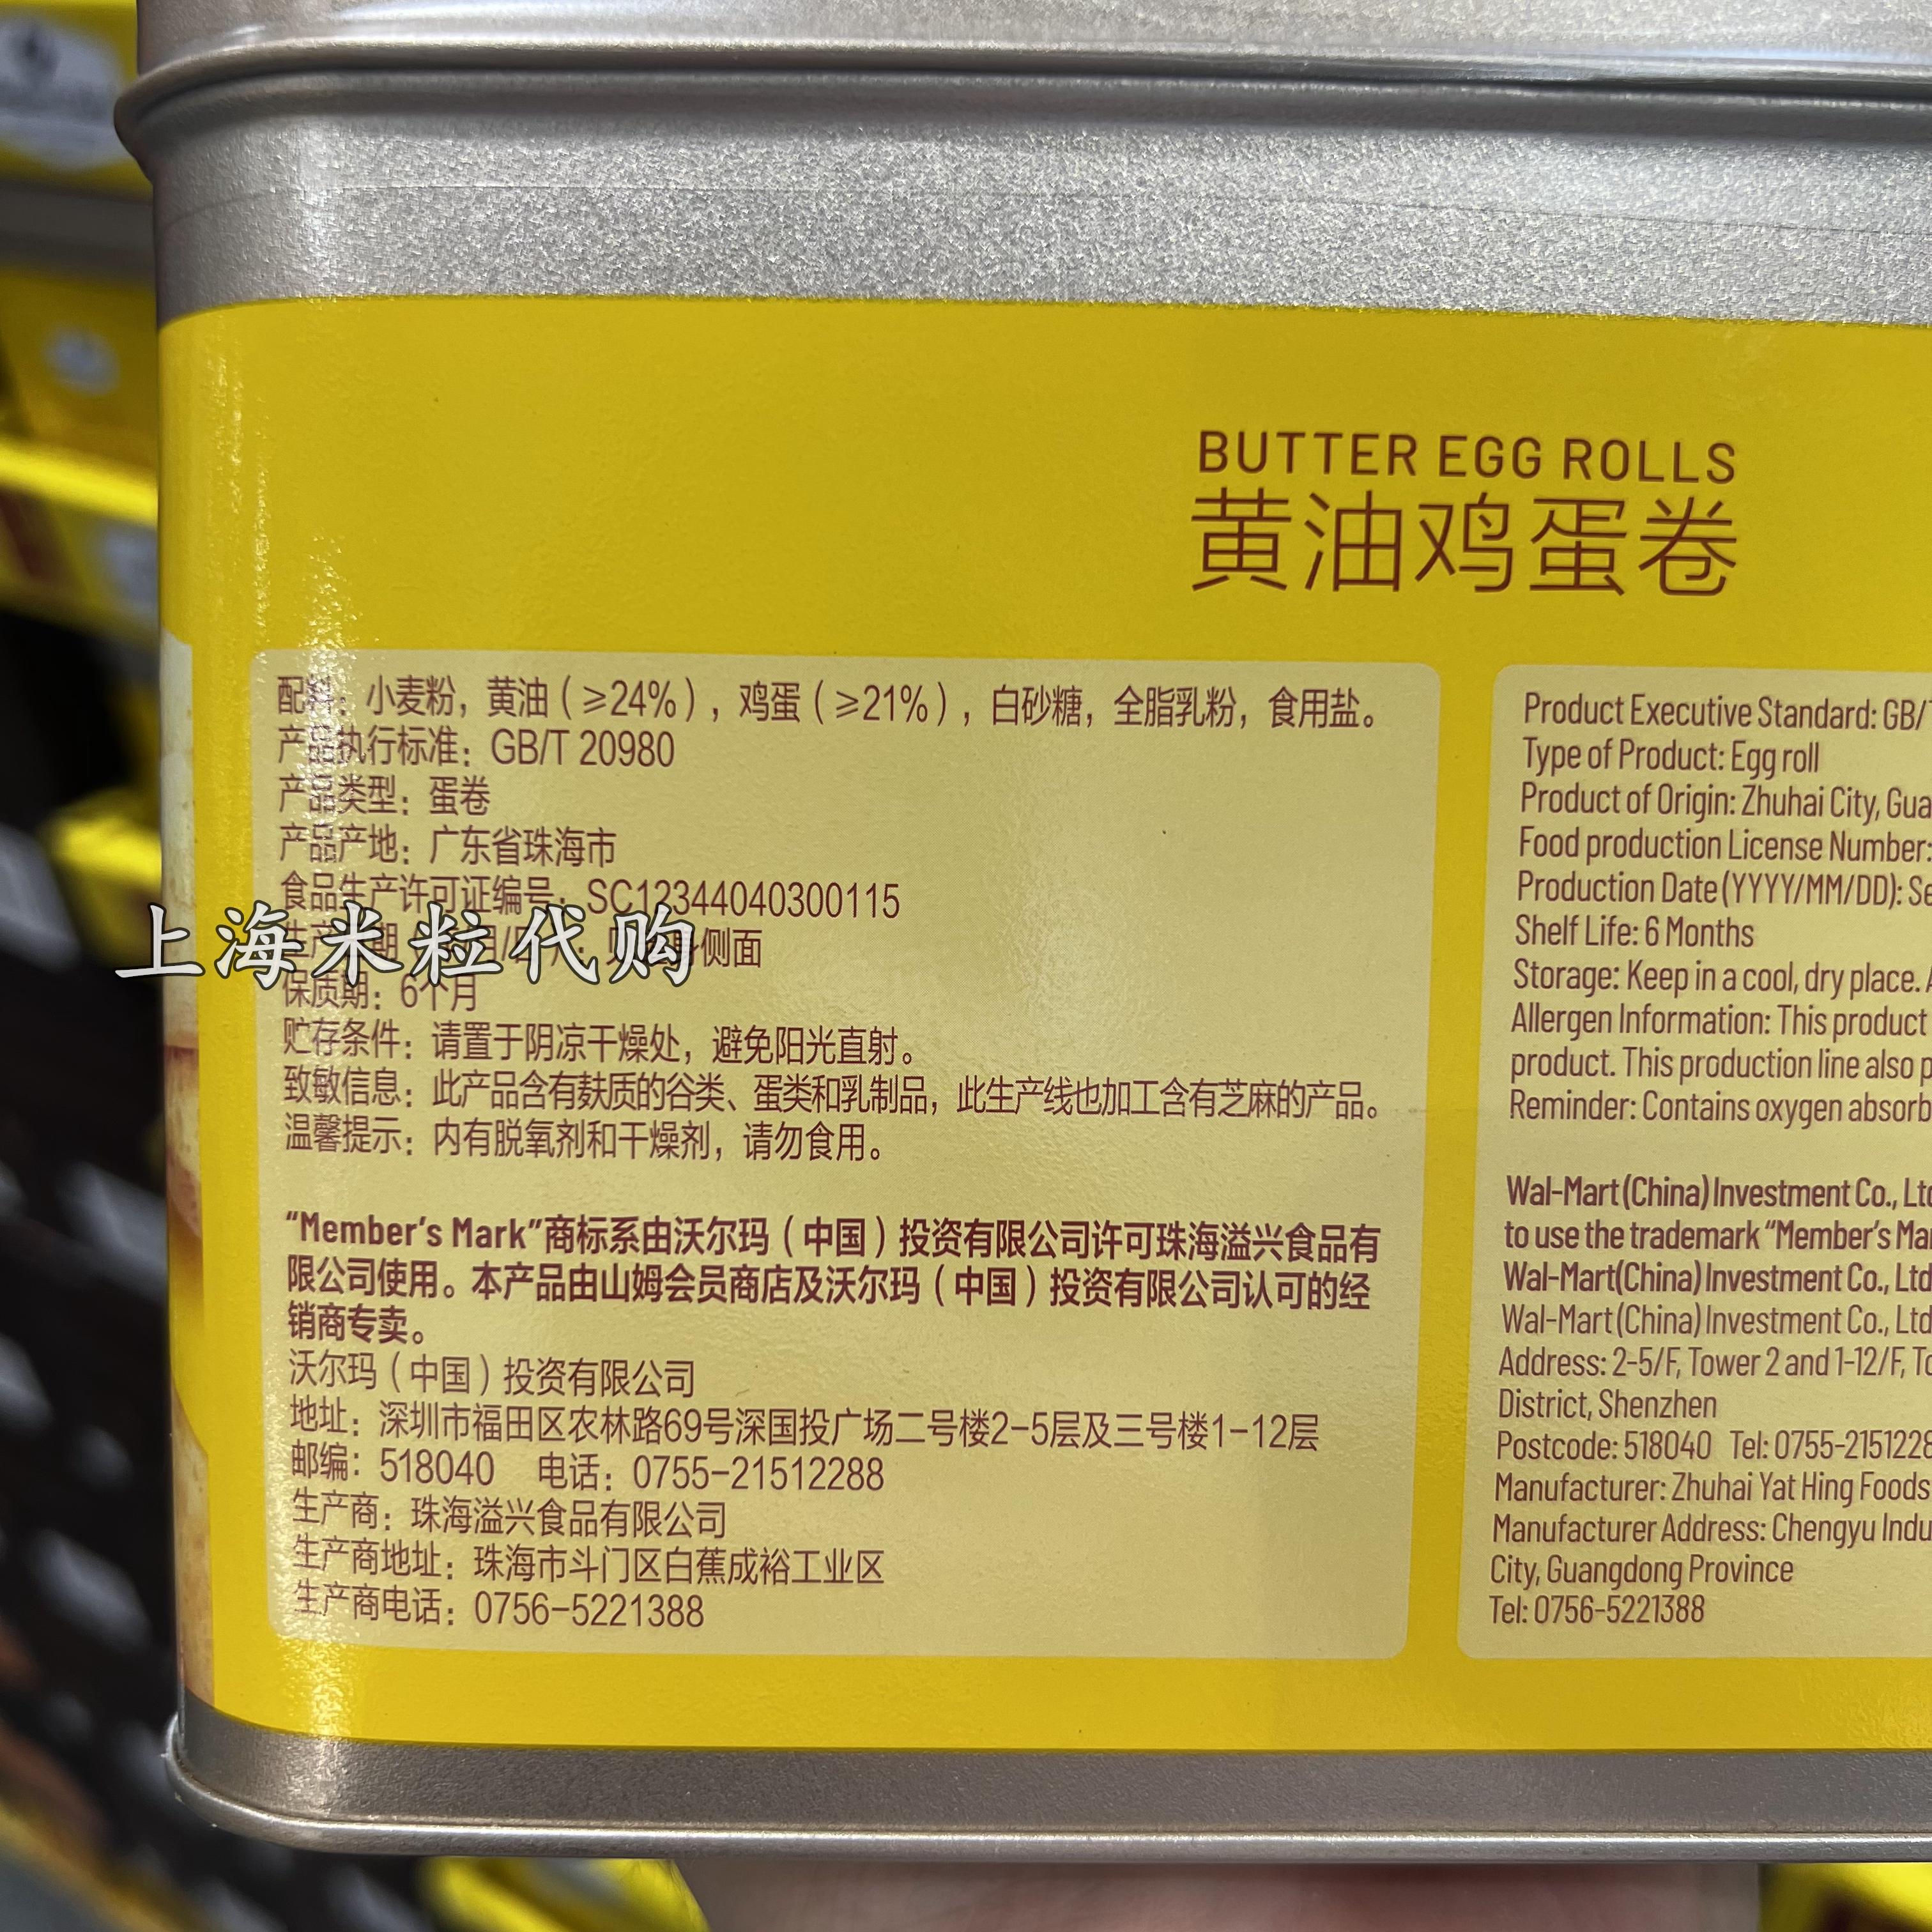 BUTTER EGG ROLLS
黄油鸡蛋卷
配料：小麦粉，黄油（≥24%），鸡蛋（≥21%），白砂糖，全脂乳粉，食用盐。
产品执行标准：GB/T 20980
产品类型：蛋卷
产品产地：广东省珠海市
食品生产许可证编号：SC12344040300115
上海米粒代购
生产 期 月/ 侧面
保质期：6个月
贮存条件：请置于阴凉干燥处，避免阳光直射。
致敏信息：此产品含有麸质的谷类、蛋类和乳制品，此生产线也加工含有芝麻的产品。
温馨提示：内有脱氧剂和干燥剂，请勿食用。
“Member’s Mark”商标系由沃尔玛（中国）投资有限公司许可珠海溢兴食品有
限公司使用。本产品由山姆会员商店及沃尔玛（中国）投资有限公司认可的经
销商专卖。
沃尔玛（中国）投资有限公司
地址：深圳市福田区农林路69号深国投广场二号楼2-5层及三号楼1-12层
邮编：518040 电话：0755-21512288
生产商：珠海溢兴食品有限公司
生产商地址：珠海市斗门区白蕉成裕工业区
生产商电话：0756-5221388
Product Executive Standard: GB/T
Type of Product: Egg roll
Product of Origin: Zhuhai City, Gua
Food production License Number:
Production Date (YYYY/MM/DD): Se
Shelf Life: 6 Months
Storage: Keep in a cool, dry place. A
Allergen Information: This product
product. This production line also p
Reminder: Contains oxygen absorb
Wal-Mart (China) Investment Co., Ltd
to use the trademark “Member’s Mar
Wal-Mart(China) Investment Co., Ltd
Wal-Mart (China) Investment Co., Ltd
Address: 2-5/F, Tower 2 and 1-12/F, To
District, Shenzhen
Postcode: 518040 Tel: 0755-2151228
Manufacturer: Zhuhai Yat Hing Foods
Manufacturer Address: Chengyu Indu
City, Guangdong Province
Tel: 0756-5221388